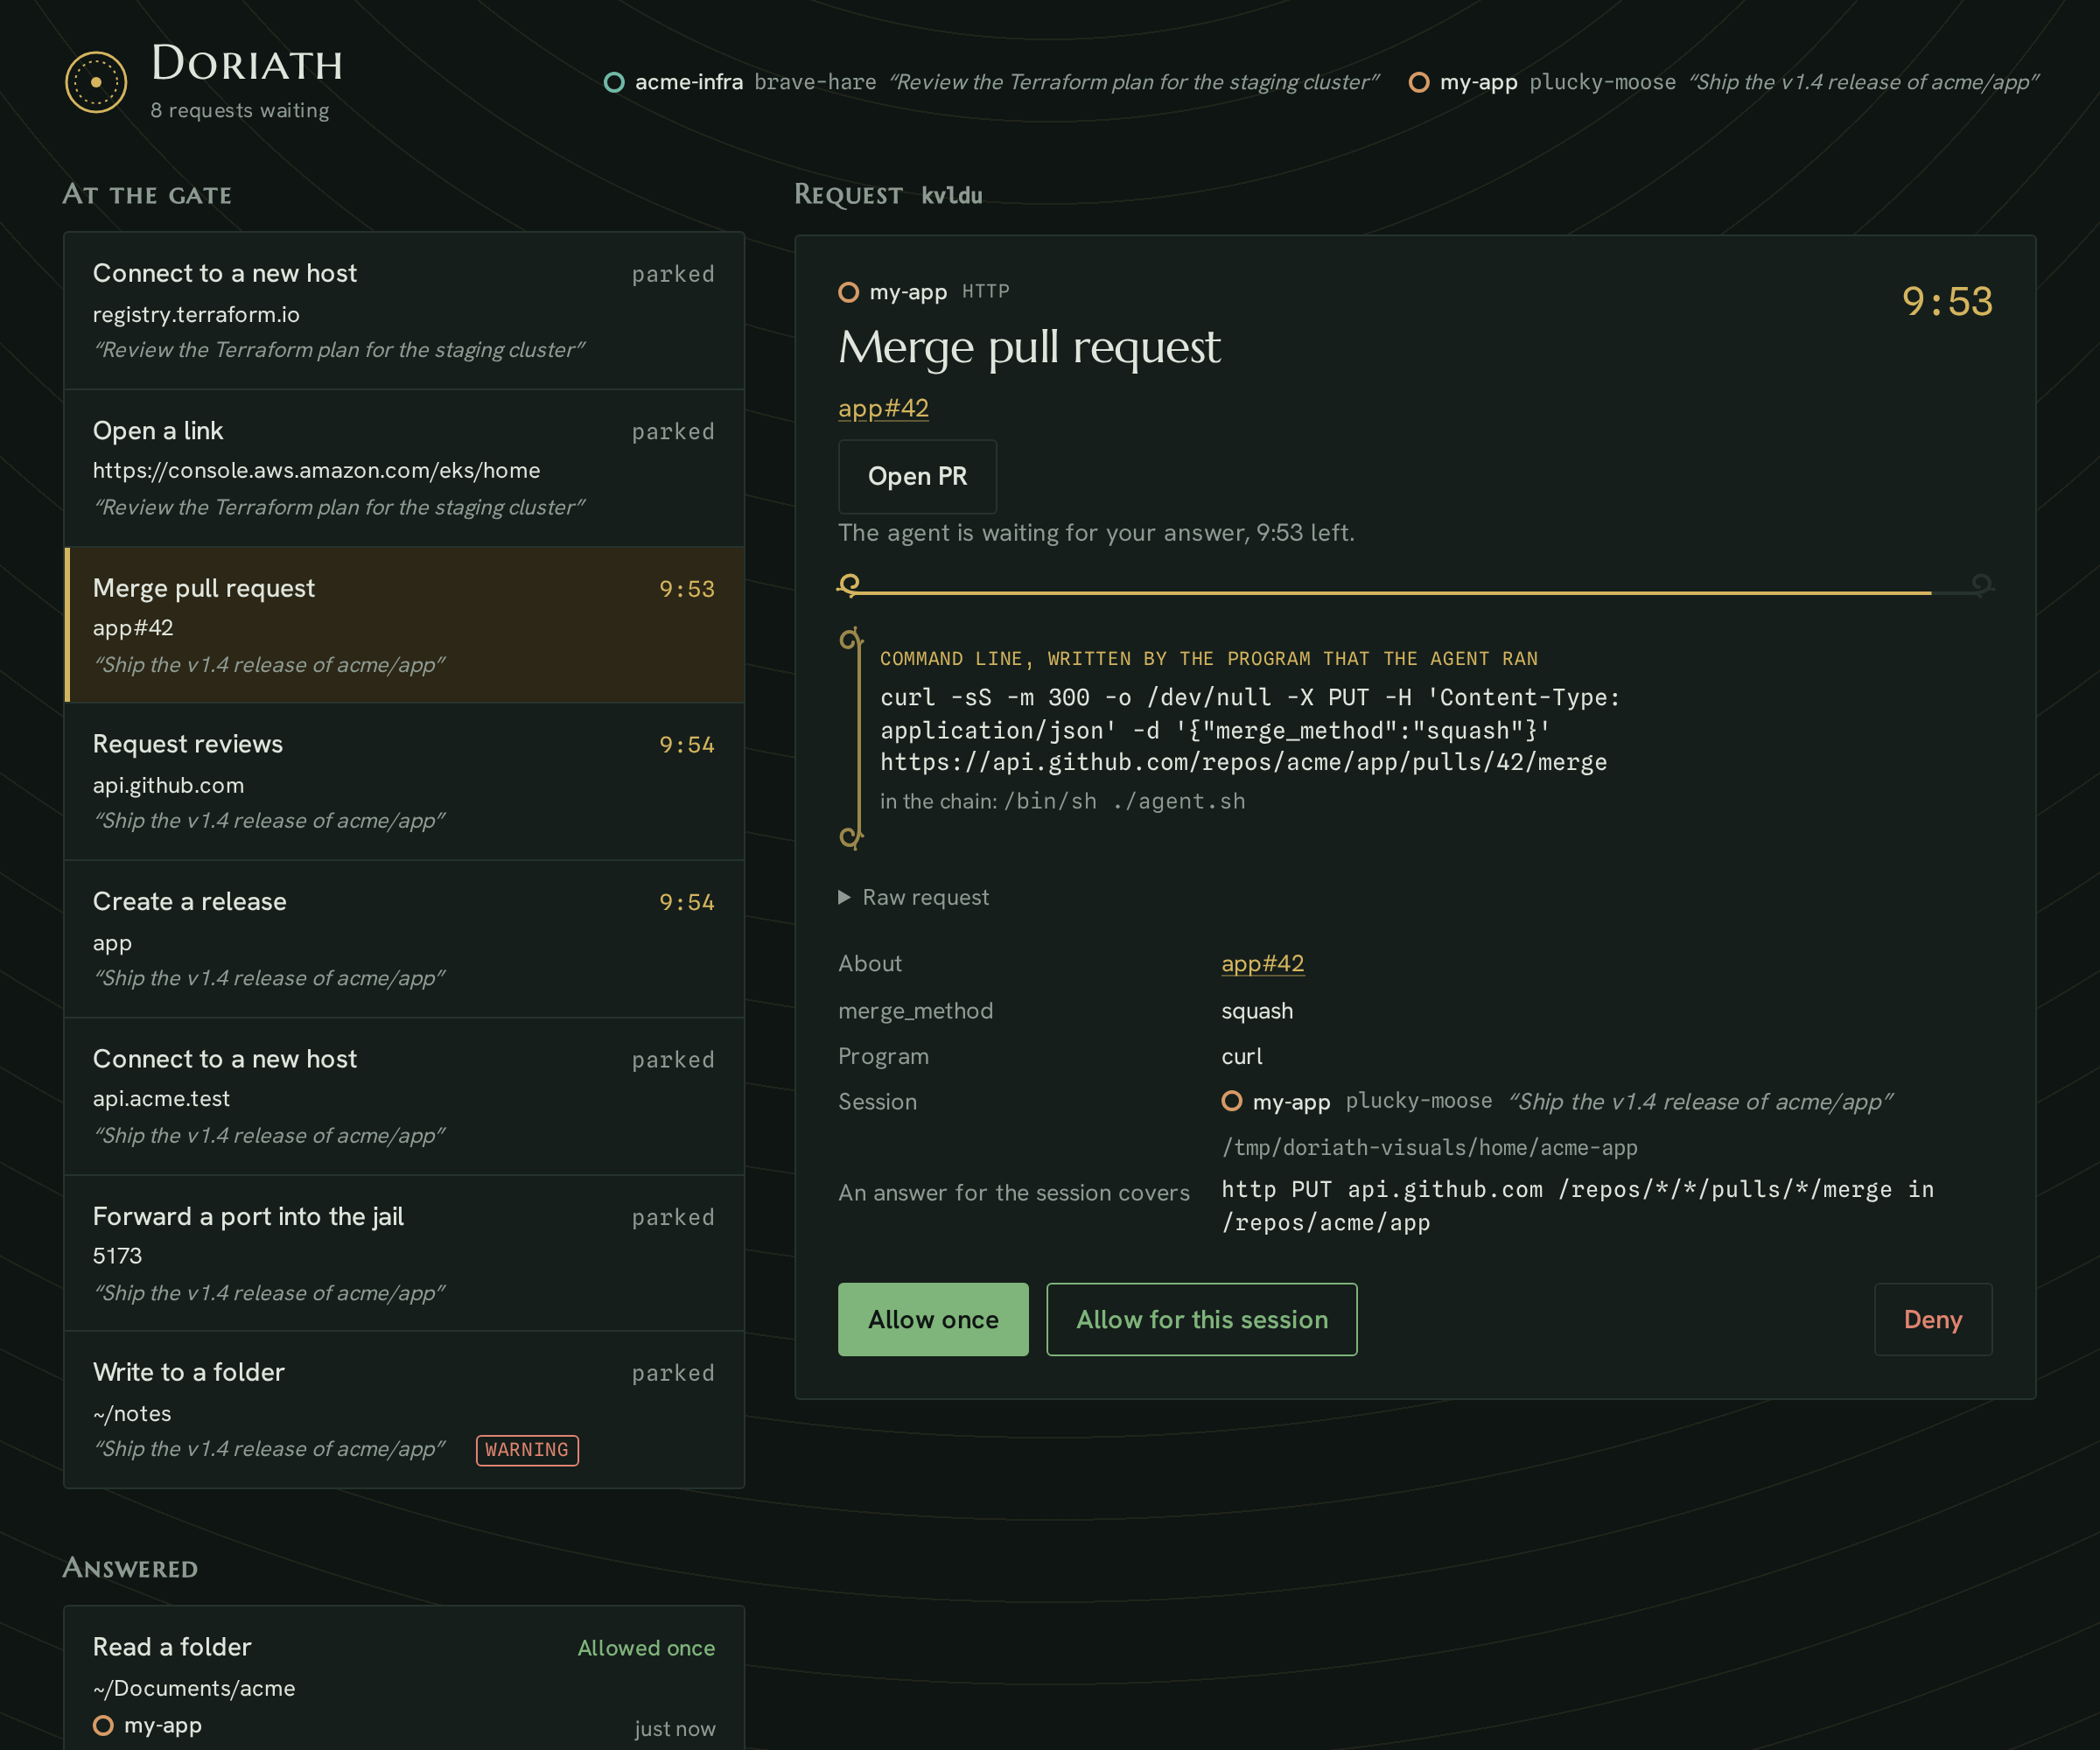 Doriath
8 requests waiting
acme-infra brave-hare “Review the Terraform plan for the staging cluster” my-app plucky-moose “Ship the v1.4 release of acme/app”
At the gate
Connect to a new host parked
registry.terraform.io
“Review the Terraform plan for the staging cluster”
Open a link parked
https://console.aws.amazon.com/eks/home
“Review the Terraform plan for the staging cluster”
Merge pull request 9:53
app#42
“Ship the v1.4 release of acme/app”
Request reviews 9:54
api.github.com
“Ship the v1.4 release of acme/app”
Create a release 9:54
app
“Ship the v1.4 release of acme/app”
Connect to a new host parked
api.acme.test
“Ship the v1.4 release of acme/app”
Forward a port into the jail parked
5173
“Ship the v1.4 release of acme/app”
Write to a folder parked
~/notes
“Ship the v1.4 release of acme/app” WARNING
Answered
Read a folder Allowed once
~/Documents/acme
my-app just now
Request kvldu
my-app HTTP 9:53
Merge pull request
app#42
Open PR
The agent is waiting for your answer, 9:53 left.
COMMAND LINE, WRITTEN BY THE PROGRAM THAT THE AGENT RAN
curl -sS -m 300 -o /dev/null -X PUT -H 'Content-Type:
application/json' -d '{"merge_method":"squash"}'
https://api.github.com/repos/acme/app/pulls/42/merge
in the chain: /bin/sh ./agent.sh
Raw request
About app#42
merge_method squash
Program curl
Session my-app plucky-moose “Ship the v1.4 release of acme/app”
/tmp/doriath-visuals/home/acme-app
An answer for the session covers http PUT api.github.com /repos/*/*/pulls/*/merge in
/repos/acme/app
Allow once Allow for this session Deny